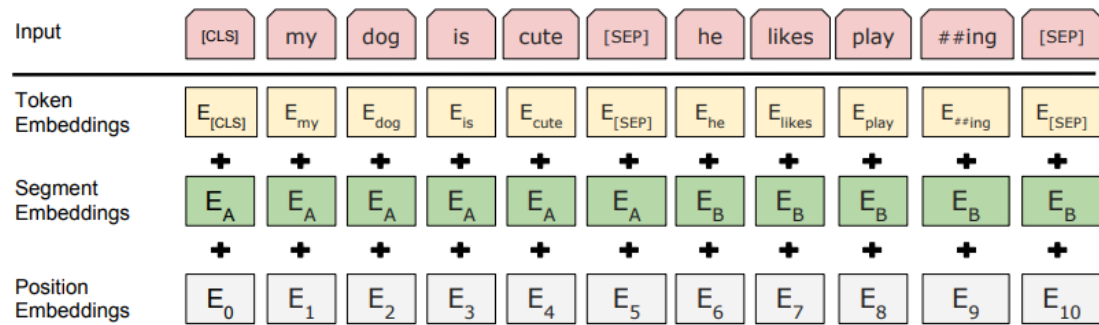 Input [CLS] my dog is cute [SEP] he likes play ##ing [SEP]
Token Embeddings E[CLS] Emy Edog Eis Ecute E[SEP] Ehe Elikes Eplay E##ing E[SEP]
+ + + + + + + + + + +
Segment Embeddings EA EA EA EA EA EA EB EB EB EB EB
+ + + + + + + + + + +
Position Embeddings E0 E1 E2 E3 E4 E5 E6 E7 E8 E9 E10